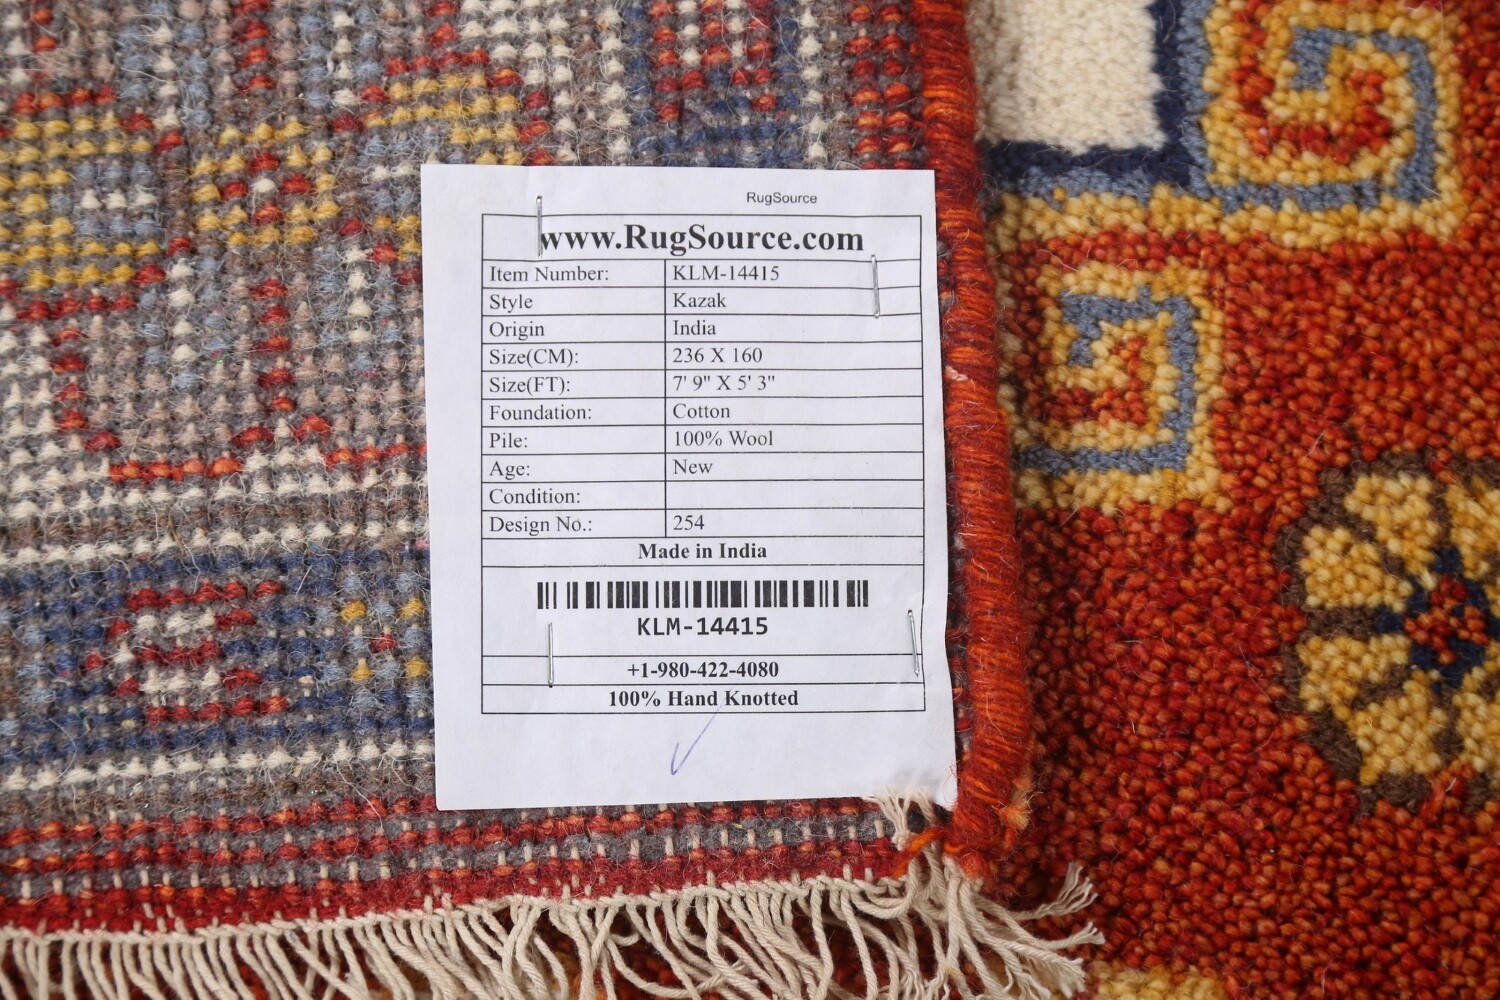 RugSource
www.RugSource.com
Item Number: KLM-14415
Style Kazak
Origin India
Size(CM): 236 X 160
Size(FT): 7' 9" X 5' 3"
Foundation: Cotton
Pile: 100% Wool
Age: New
Condition:
Design No.: 254
Made in India
KLM-14415
+1-980-422-4080
100% Hand Knotted